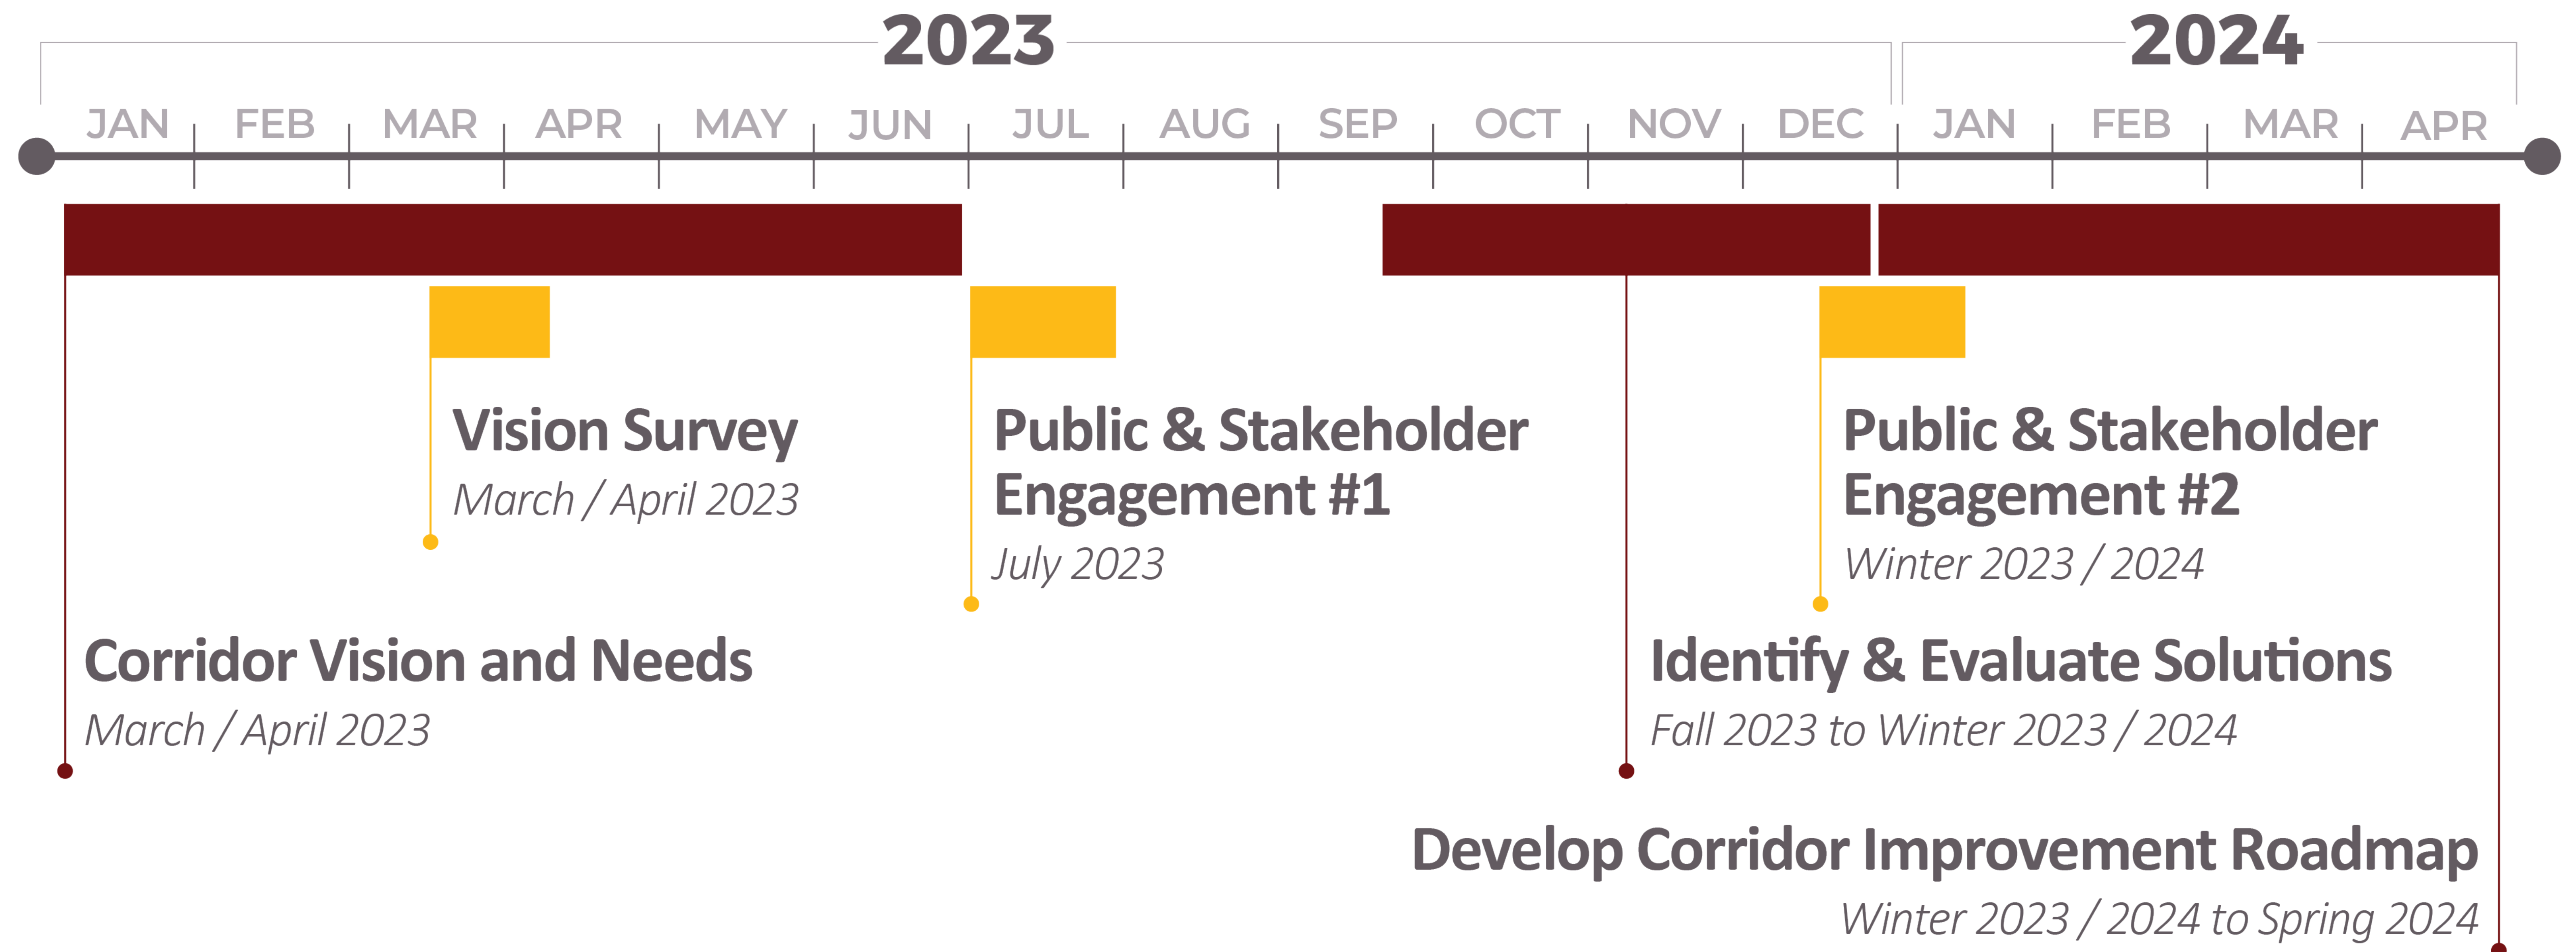 2023 2024
JAN FEB MAR APR MAY JUN JUL AUG SEP OCT NOV DEC JAN FEB MAR APR
Vision Survey
March / April 2023
Public & Stakeholder
Engagement #1
July 2023
Public & Stakeholder
Engagement #2
Winter 2023 / 2024
Corridor Vision and Needs
March / April 2023
Identify & Evaluate Solutions
Fall 2023 to Winter 2023 / 2024
Develop Corridor Improvement Roadmap
Winter 2023 / 2024 to Spring 2024